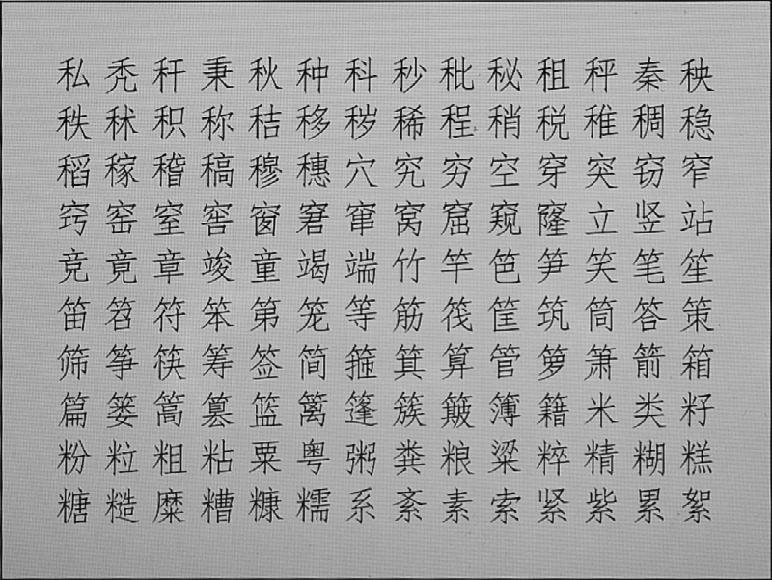 私秃秆秉秋种科秒秕秘租秤秦秧
秩秫积称秸移秽稀程稍税稚稠稳
稻稼稽稿穆穗穴究穷空穿突窃窄
窍窑窒窖窗窘窜窝窟窥窿立竖站
竞竟章竣童竭端竹竿笆笋笑笔笙
笛笤符笨第笼等筋筏筐筑筒答策
筛筝筷筹签简箍箕算管箩箫箭箱
篇篓篙篡篮篱篷簇簸簿籍米类籽
粉粒粗粘粟粤粥粪粮粱粹精糊糕
糖糙糜糟糠糯系紊素索紧紫累絮